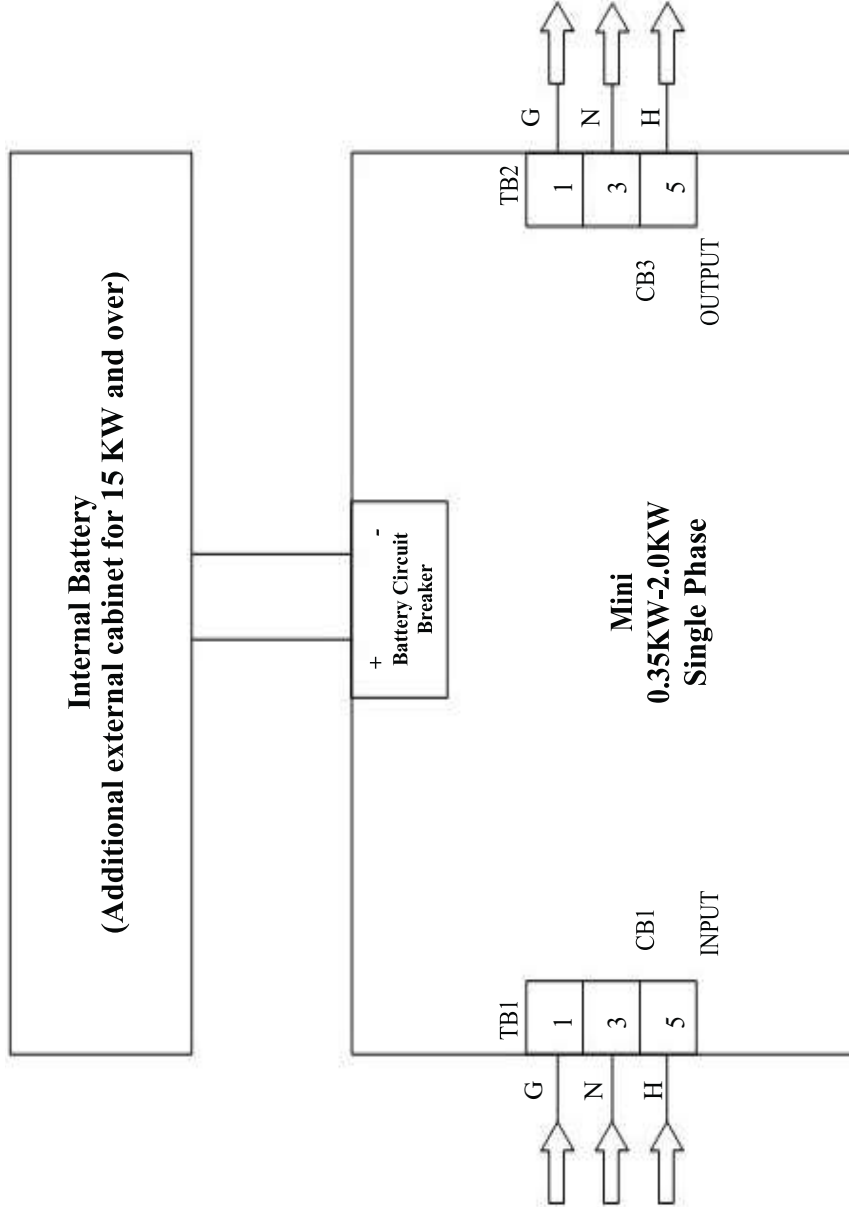 Internal Battery
(Additional external cabinet for 15 KW and over)
+ -
Battery Circuit
Breaker
TB1
G 1
N 3 CB1
H 5
INPUT
Mini
0.35KW-2.0KW
Single Phase
TB2
1 G
CB3 3 N
5 H
OUTPUT